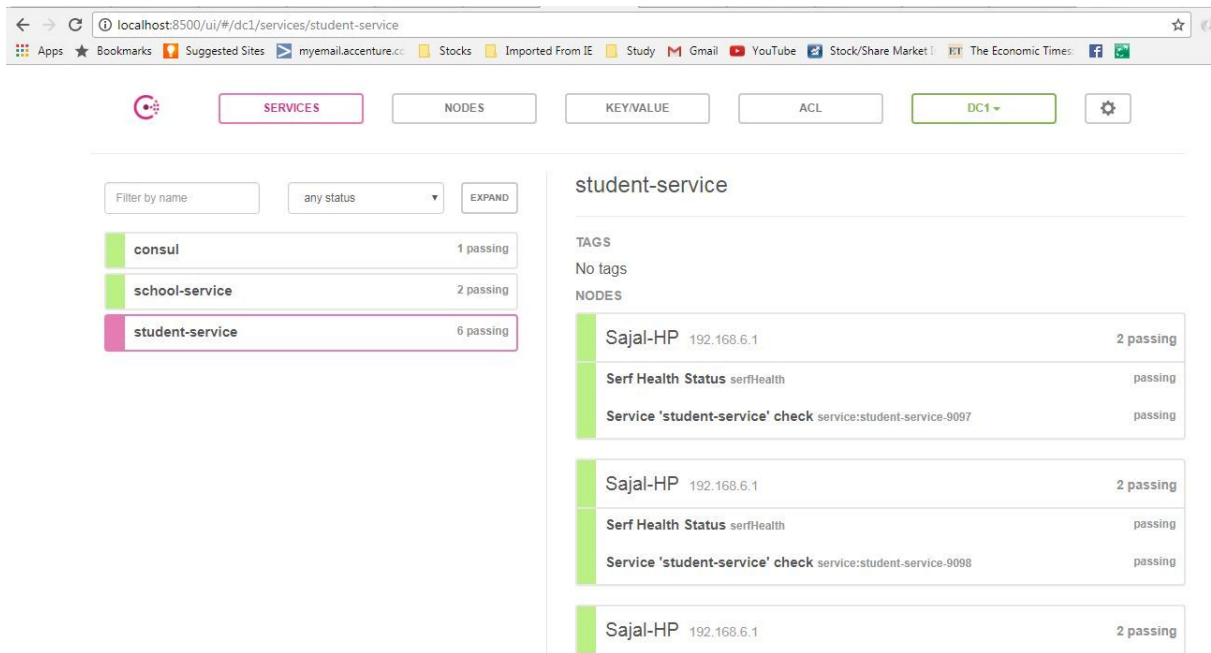 localhost:8500/ui/#/dc1/services/student-service
Apps Bookmarks Suggested Sites myemail.accenture.cc Stocks Imported From IE Study Gmail YouTube Stock/Share Market I ET The Economic Times:
SERVICES NODES KEY/VALUE ACL DC1
student-service
Filter by name any status EXPAND
consul 1 passing
school-service 2 passing
student-service 6 passing
TAGS
No tags
NODES
Sajal-HP 192.168.6.1 2 passing
Serf Health Status serfHealth passing
Service 'student-service' check service:student-service-9097 passing
Sajal-HP 192.168.6.1 2 passing
Serf Health Status serfHealth passing
Service 'student-service' check service:student-service-9098 passing
Sajal-HP 192.168.6.1 2 passing